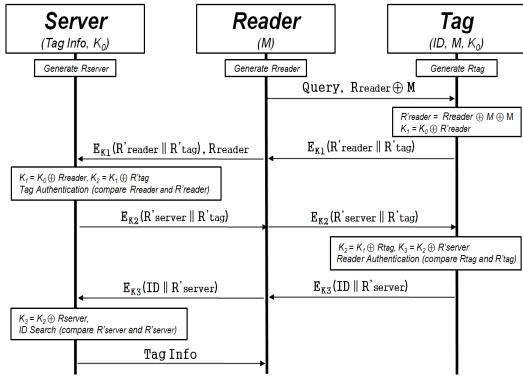 Server Reader Tag
(Tag Info, K0) (M) (ID, M, K0)
Generate Rserver Generate Rreader Generate Rtag
Query, Rreader ⊕ M
R'reader = Rreader ⊕ M ⊕ M
K1 = K0 ⊕ R'reader
EK1(R'reader ∥ R'tag), Rreader EK1(R'reader ∥ R'tag)
K1 = K0 ⊕ Rreader, K2 = K1 ⊕ R'tag
Tag Authentication (compare Rreader and R'reader)
EK2(R'server ∥ R'tag) EK2(R'server ∥ R'tag)
K2 = K1 ⊕ Rtag, K3 = K2 ⊕ R'server
Reader Authentication (compare Rtag and R'tag)
EK3(ID ∥ R'server) EK3(ID ∥ R'server)
K3 = K2 ⊕ Rserver,
ID Search (compare R'server and R'server)
Tag Info